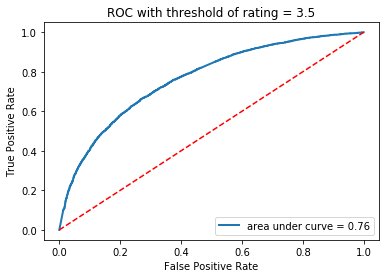 ROC with threshold of rating = 3.5
True Positive Rate
1.0
0.8
0.6
0.4
0.2
0.0
area under curve = 0.76
0.0 0.2 0.4 0.6 0.8 1.0
False Positive Rate